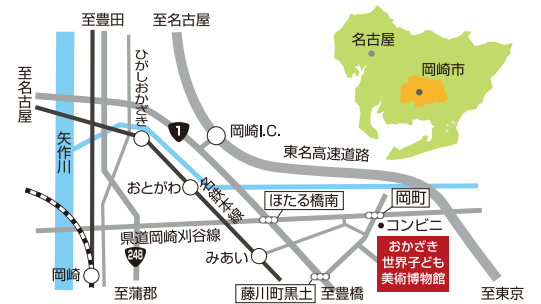 至豊田
至名古屋
名古屋
岡崎市
至名古屋
ひがしおかざき
1
岡崎I.C.
東名高速道路
矢作川
おとがわ
名鉄本線
ほたる橋南
岡町
コンビニ
県道岡崎刈谷線
248
みあい
おかざき
世界子ども
美術博物館
岡崎
藤川町黒土
至蒲郡
至豊橋
至東京